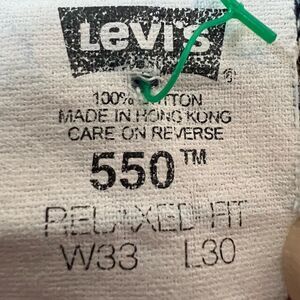 Levi's
®
100% COTTON
MADE IN HONG KONG
CARE ON REVERSE
550™
RELAXED FIT
W33 L30